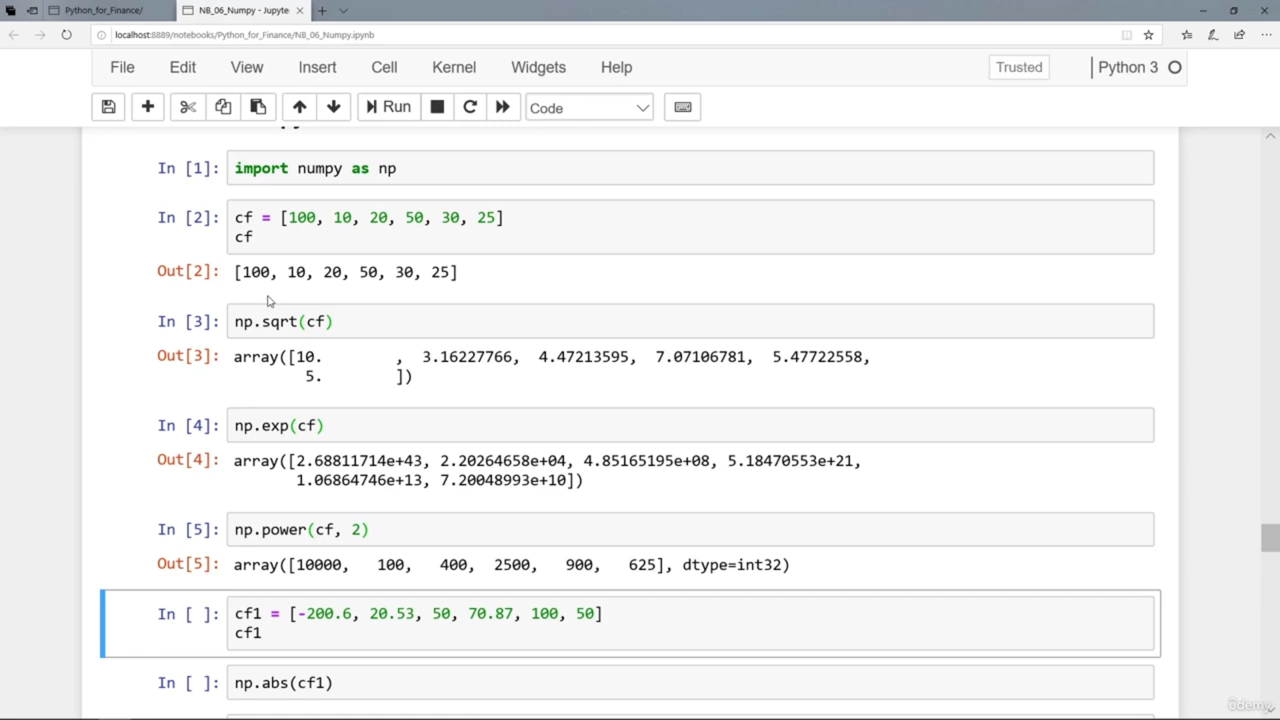 Python_for_Finance/
NB_06_Numpy - Jupyte
localhost:8889/notebooks/Python_for_Finance/NB_06_Numpy.ipynb
File Edit View Insert Cell Kernel Widgets Help Trusted Python 3
Run Code
In [1]: import numpy as np
In [2]: cf = [100, 10, 20, 50, 30, 25]
cf
Out[2]: [100, 10, 20, 50, 30, 25]
In [3]: np.sqrt(cf)
Out[3]: array([10.        , 3.16227766, 4.47213595, 7.07106781, 5.47722558,
5.        ])
In [4]: np.exp(cf)
Out[4]: array([2.68811714e+43, 2.20264658e+04, 4.85165195e+08, 5.18470553e+21,
1.06864746e+13, 7.20048993e+10])
In [5]: np.power(cf, 2)
Out[5]: array([10000,   100,   400,  2500,   900,   625], dtype=int32)
In [ ]: cf1 = [-200.6, 20.53, 50, 70.87, 100, 50]
cf1
In [ ]: np.abs(cf1)
ûdemy